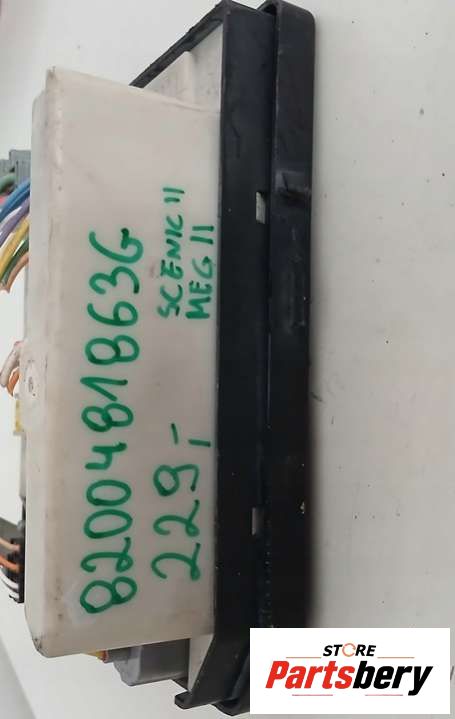 8200481863G
229,-
SCENIC II
MEG II
STORE
Partsbery